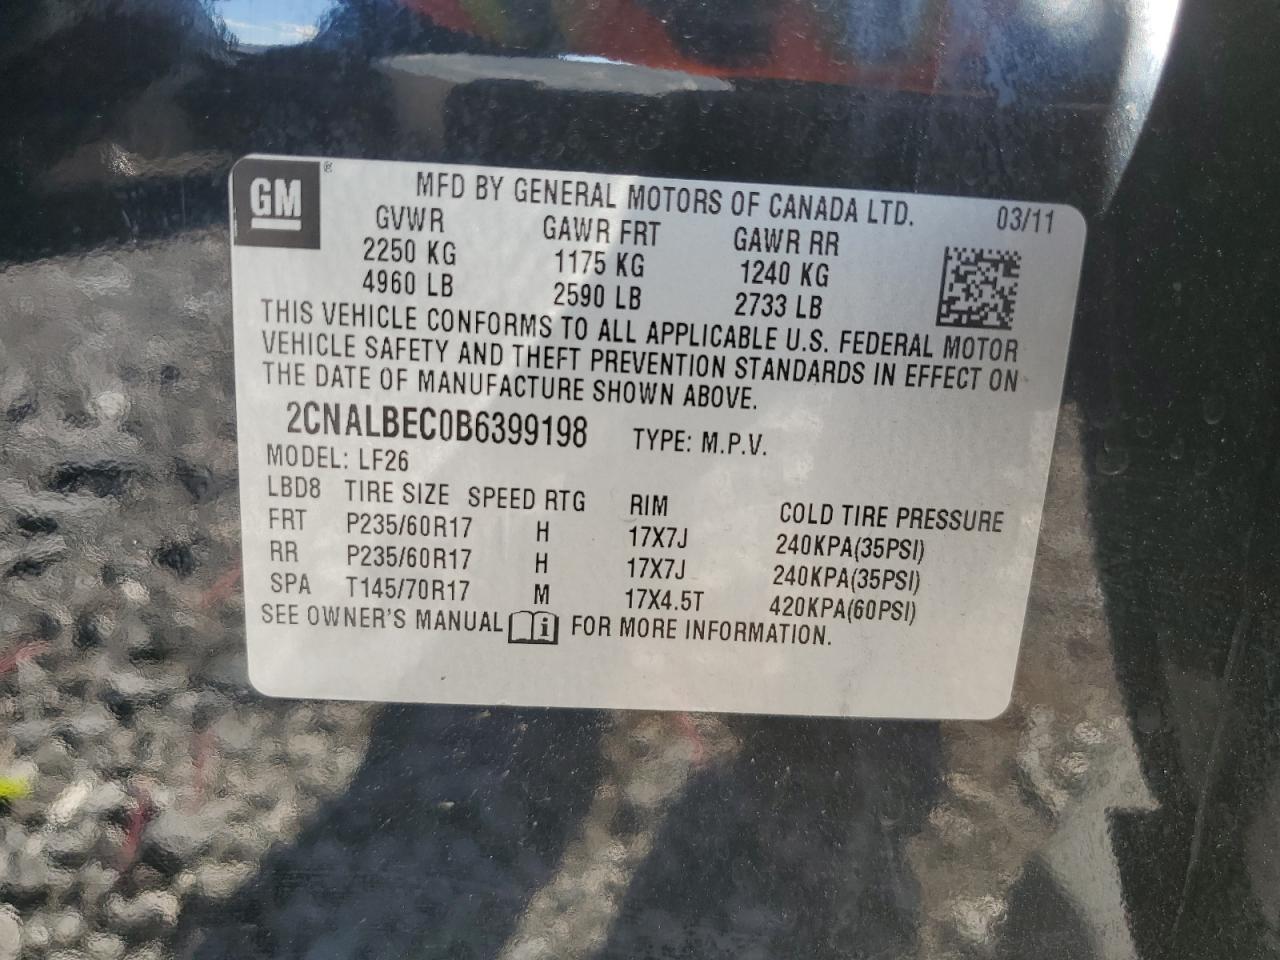 GM ®
MFD BY GENERAL MOTORS OF CANADA LTD. 03/11
GVWR GAWR FRT GAWR RR
2250 KG 1175 KG 1240 KG
4960 LB 2590 LB 2733 LB
THIS VEHICLE CONFORMS TO ALL APPLICABLE U.S. FEDERAL MOTOR
VEHICLE SAFETY AND THEFT PREVENTION STANDARDS IN EFFECT ON
THE DATE OF MANUFACTURE SHOWN ABOVE.
2CNALBEC0B6399198 TYPE: M.P.V.
MODEL: LF26
LBD8 TIRE SIZE SPEED RTG RIM COLD TIRE PRESSURE
FRT P235/60R17 H 17X7J 240KPA(35PSI)
RR P235/60R17 H 17X7J 240KPA(35PSI)
SPA T145/70R17 M 17X4.5T 420KPA(60PSI)
SEE OWNER'S MANUAL i FOR MORE INFORMATION.